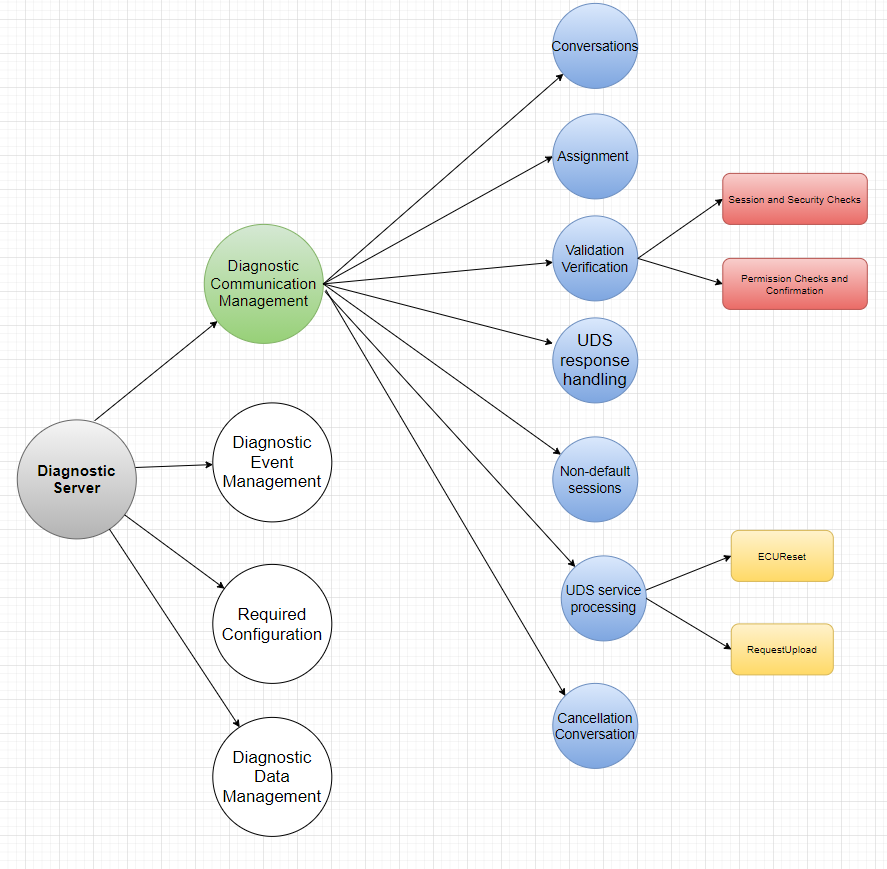 Conversations
Assignment
Session and Security Checks
Validation
Verification
Permission Checks and
Confirmation
Diagnostic
Communication
Management
UDS
response
handling
Diagnostic
Event
Management
Diagnostic
Server
Non-default
sessions
ECUReset
UDS service
processing
Required
Configuration
RequestUpload
Cancellation
Conversation
Diagnostic
Data
Management